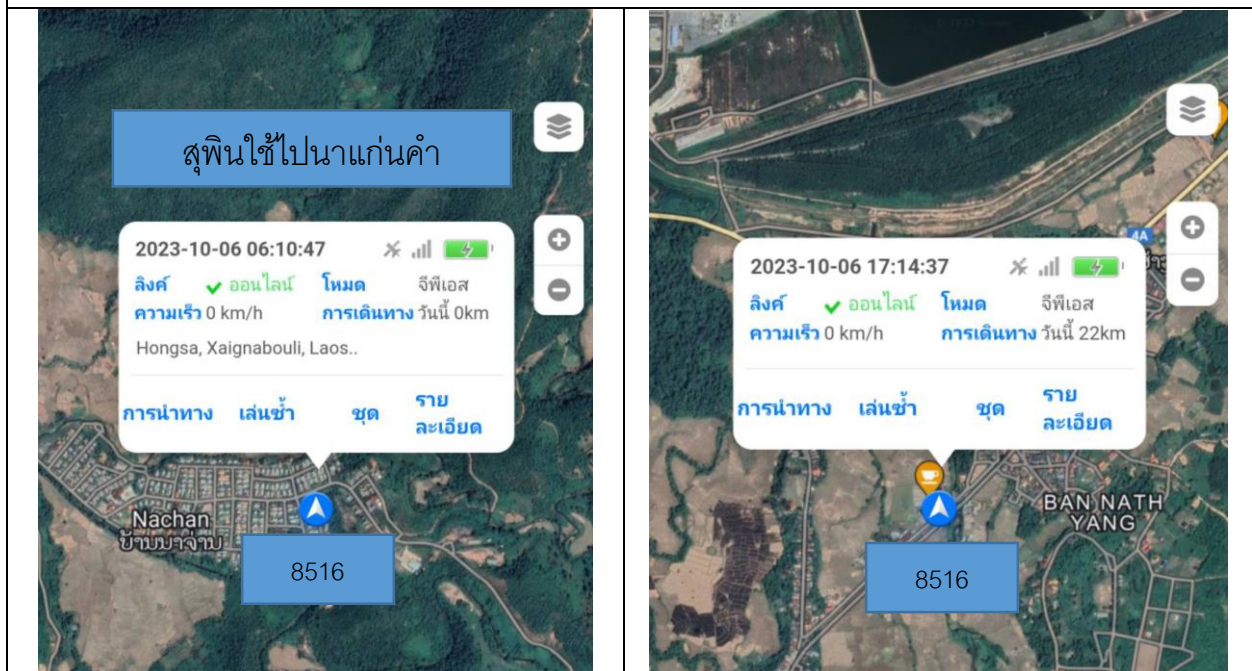 สุพินใช้ไปนาแก่นคำ
2023-10-06 06:10:47
ลิงค์ ออนไลน์ โหมด จีพีเอส
ความเร็ว 0 km/h การเดินทาง วันนี้ 0km
Hongsa, Xaignabouli, Laos..
การนำทาง เล่นซ้ำ ชุด ราย
ละเอียด
Nachan
8516
4A
2023-10-06 17:14:37
ลิงค์ ออนไลน์ โหมด จีพีเอส
ความเร็ว 0 km/h การเดินทาง วันนี้ 22km
การนำทาง เล่นซ้ำ ชุด ราย
ละเอียด
BAN NATH
YANG
8516